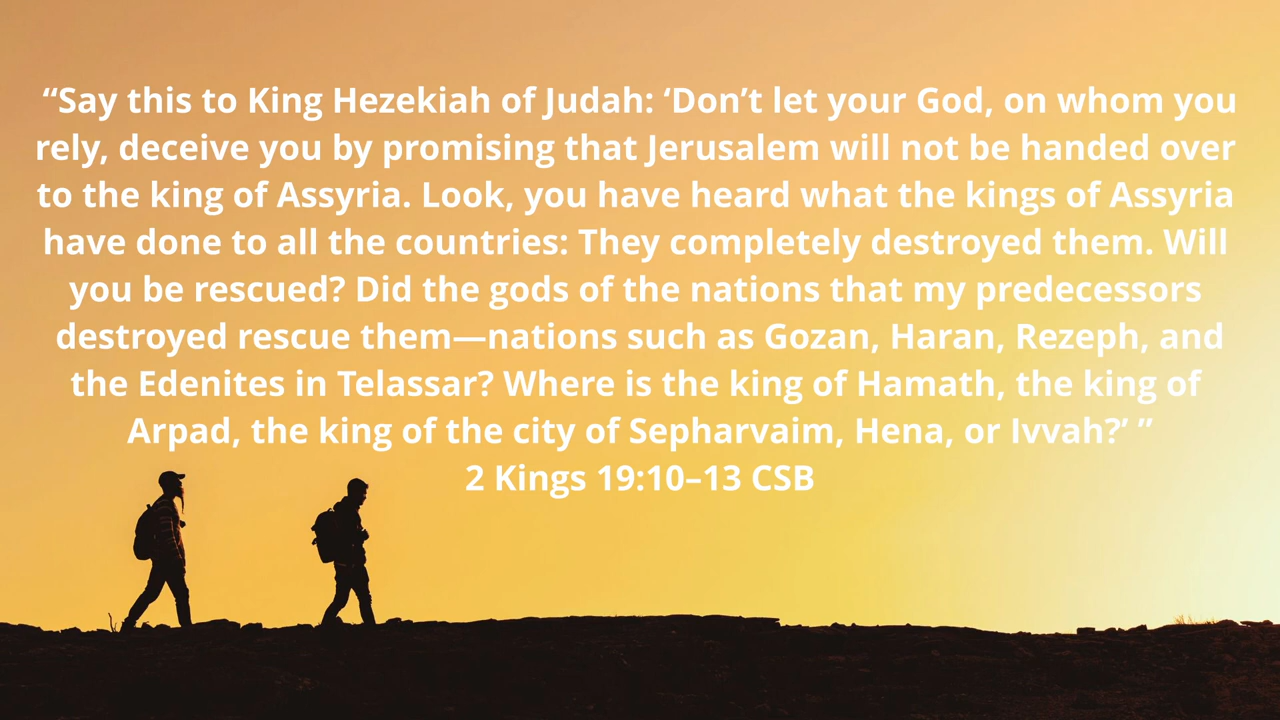 “Say this to King Hezekiah of Judah: ‘Don’t let your God, on whom you
rely, deceive you by promising that Jerusalem will not be handed over
to the king of Assyria. Look, you have heard what the kings of Assyria
have done to all the countries: They completely destroyed them. Will
you be rescued? Did the gods of the nations that my predecessors
destroyed rescue them—nations such as Gozan, Haran, Rezeph, and
the Edenites in Telassar? Where is the king of Hamath, the king of
Arpad, the king of the city of Sepharvaim, Hena, or Ivvah?’ ”
2 Kings 19:10–13 CSB